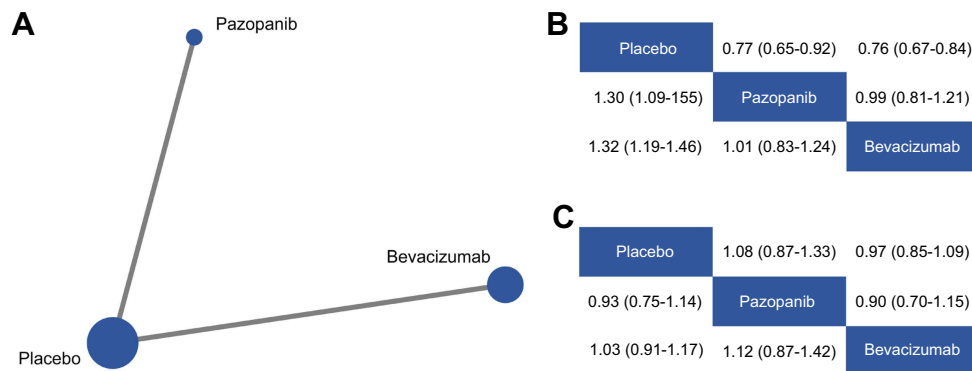 A
Pazopanib
Bevacizumab
Placebo
B
Placebo 0.77 (0.65-0.92) 0.76 (0.67-0.84)
1.30 (1.09-155) Pazopanib 0.99 (0.81-1.21)
1.32 (1.19-1.46) 1.01 (0.83-1.24) Bevacizumab
C
Placebo 1.08 (0.87-1.33) 0.97 (0.85-1.09)
0.93 (0.75-1.14) Pazopanib 0.90 (0.70-1.15)
1.03 (0.91-1.17) 1.12 (0.87-1.42) Bevacizumab